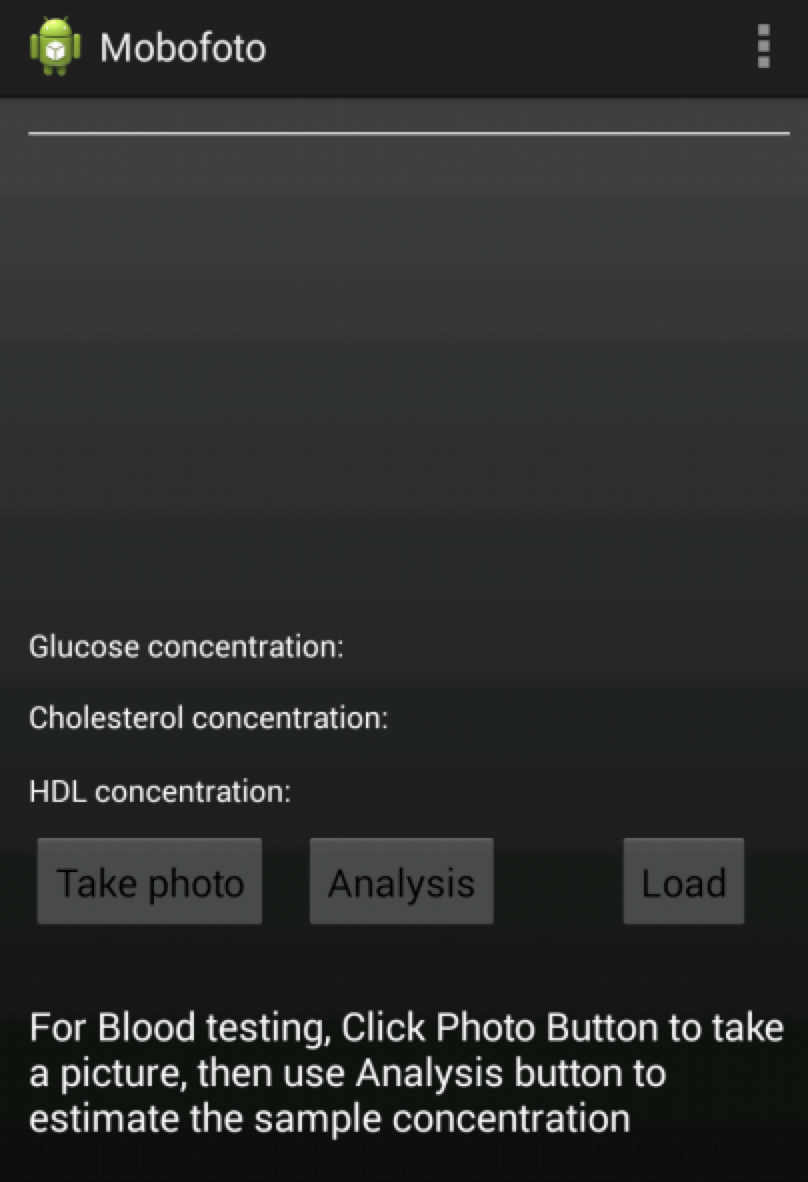 Mobofoto
Glucose concentration:
Cholesterol concentration:
HDL concentration:
Take photo Analysis Load
For Blood testing, Click Photo Button to take
a picture, then use Analysis button to
estimate the sample concentration